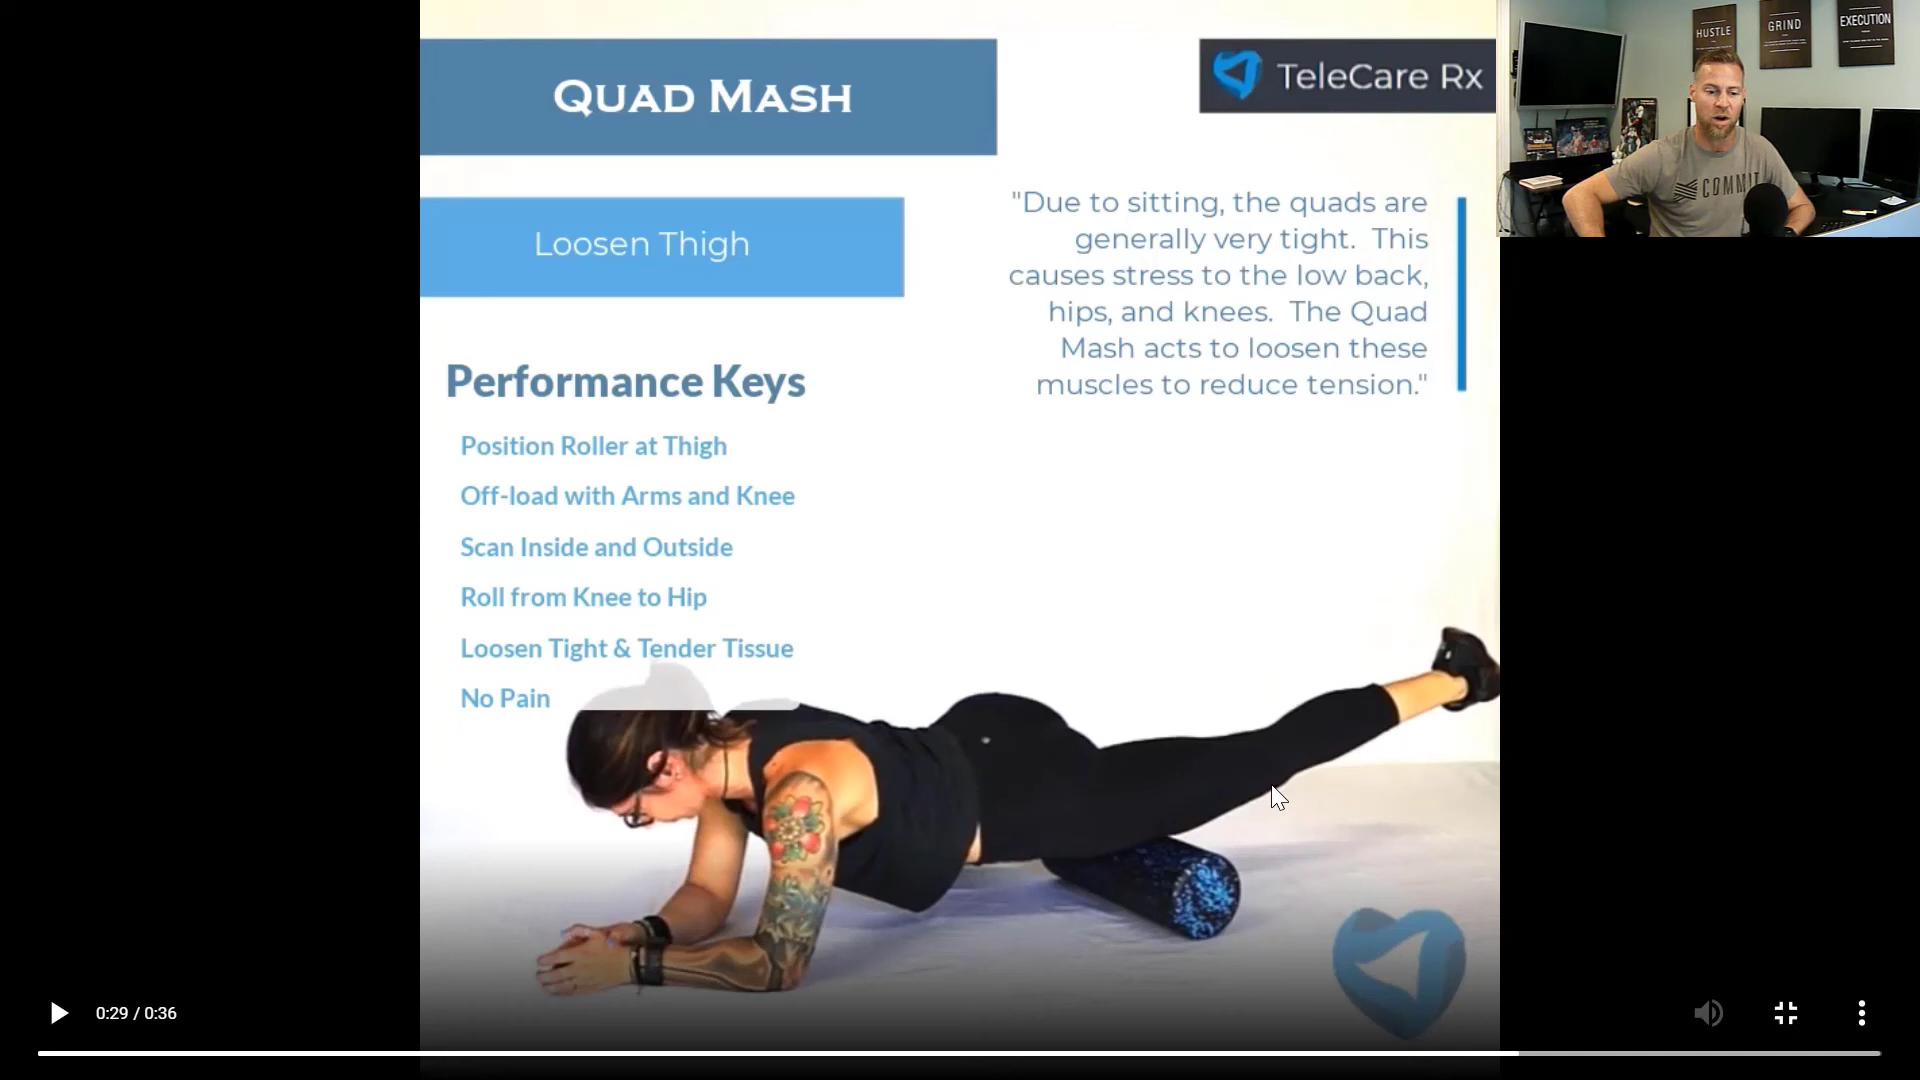 QUAD MASH
TeleCare Rx
HUSTLE
GRIND
EXECUTION
COMMIT
Loosen Thigh
"Due to sitting, the quads are
generally very tight. This
causes stress to the low back,
hips, and knees. The Quad
Mash acts to loosen these
muscles to reduce tension."
Performance Keys
Position Roller at Thigh
Off-load with Arms and Knee
Scan Inside and Outside
Roll from Knee to Hip
Loosen Tight & Tender Tissue
No Pain
0:29 / 0:36